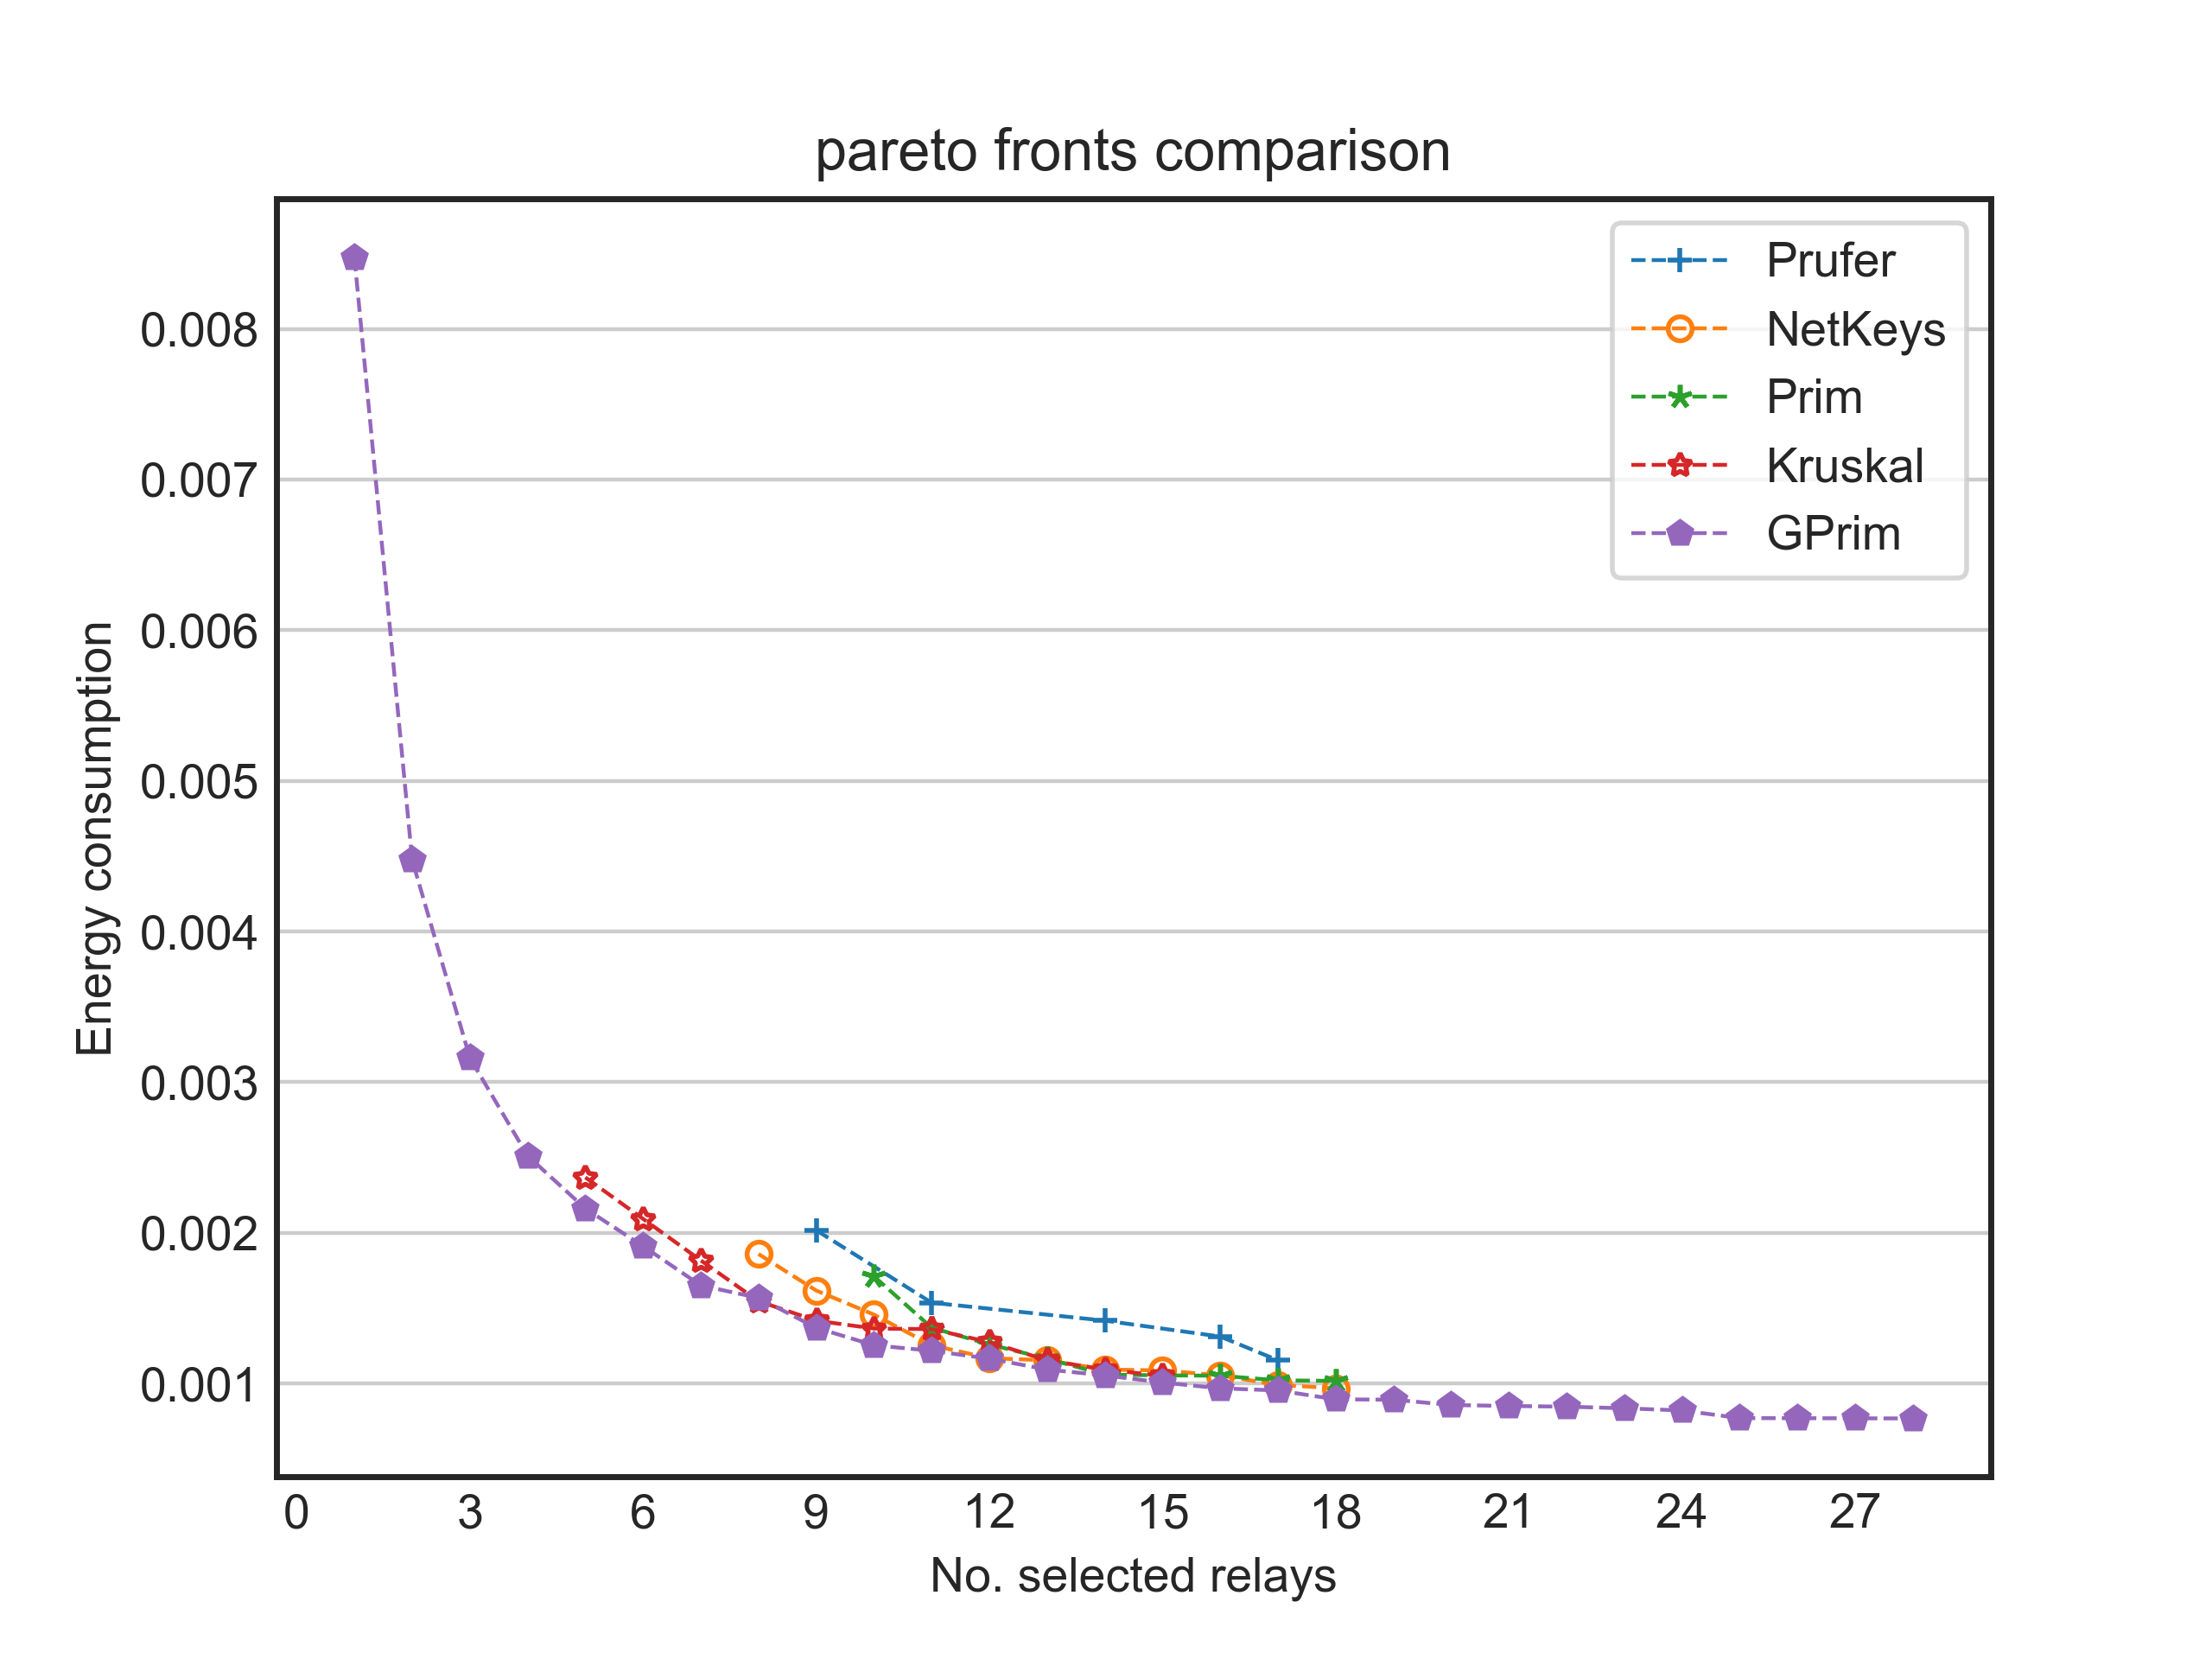 pareto fronts comparison
Prufer
NetKeys
Prim
Kruskal
GPrim
0.008
0.007
0.006
0.005
0.004
0.003
0.002
0.001
Energy consumption
0 3 6 9 12 15 18 21 24 27
No. selected relays